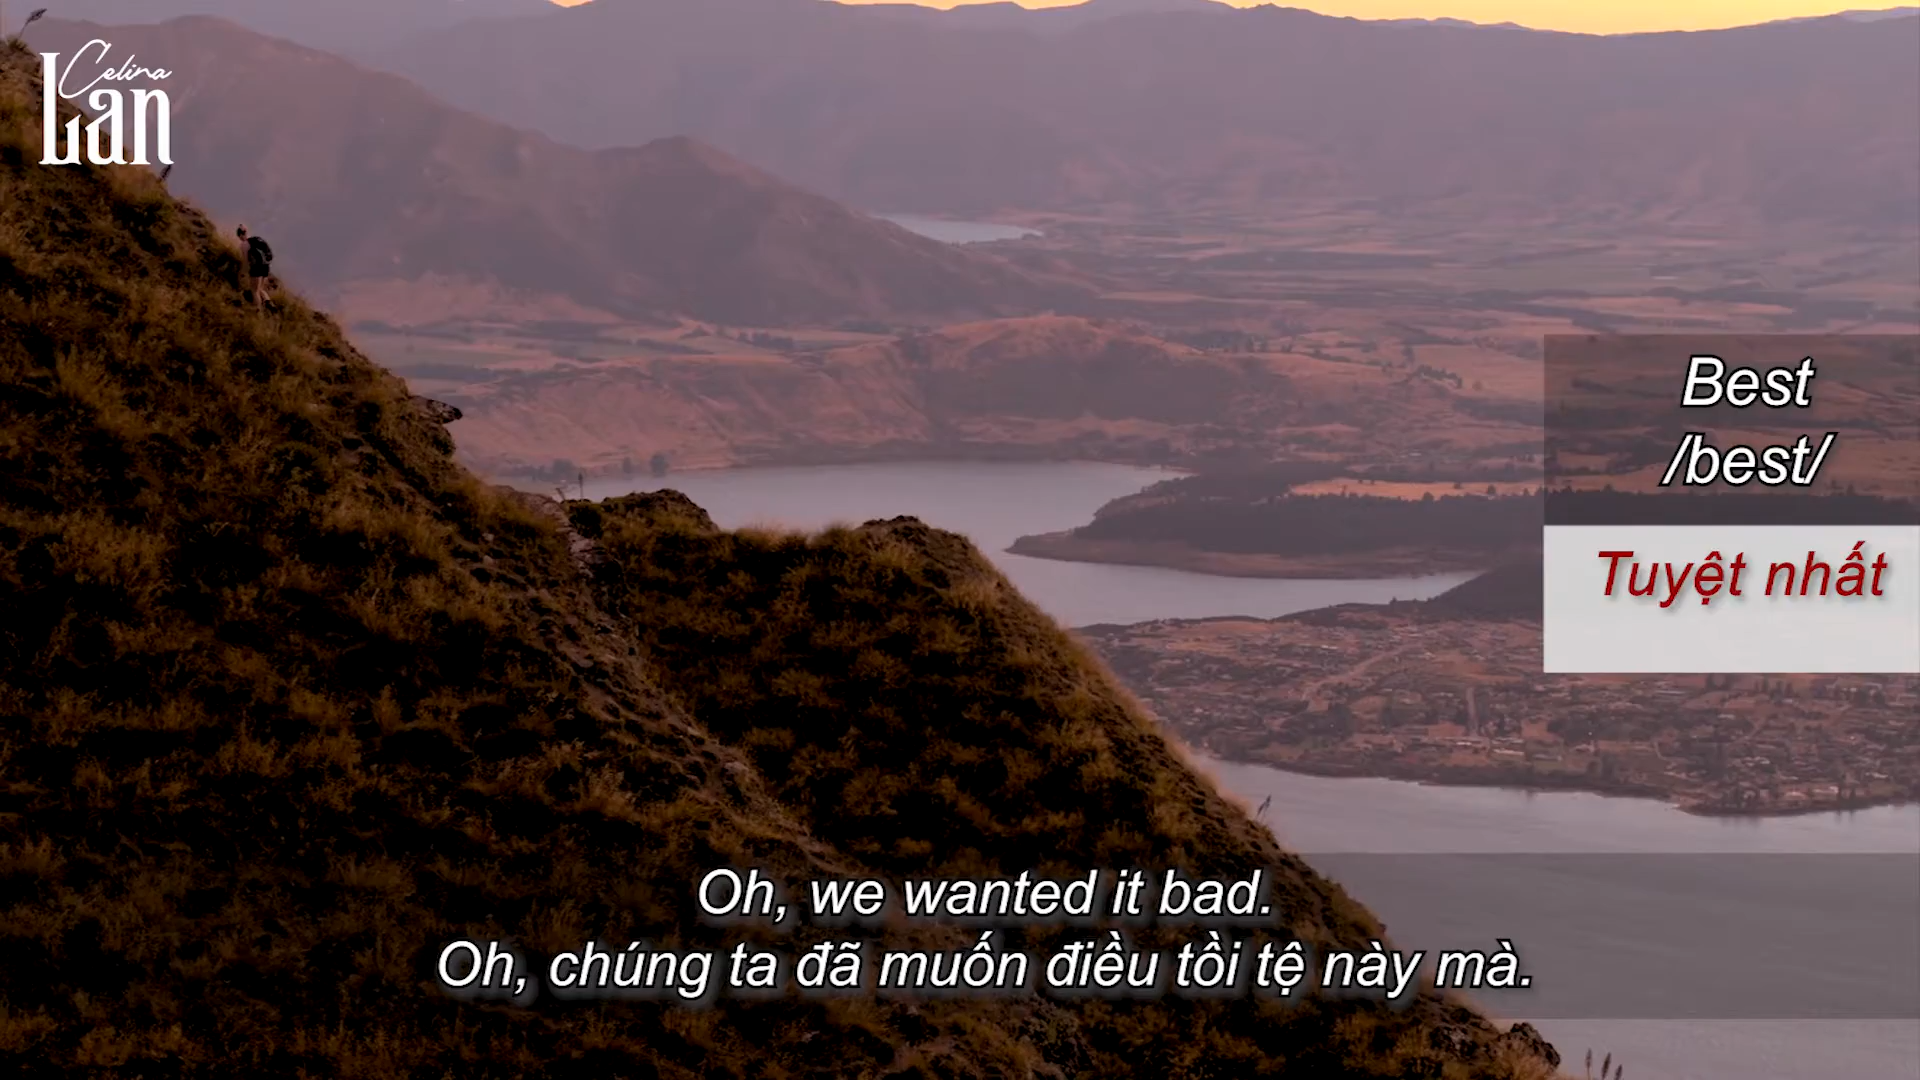 Celina
Lan
Best
/best/
Tuyệt nhất
Oh, we wanted it bad.
Oh, chúng ta đã muốn điều tồi tệ này mà.